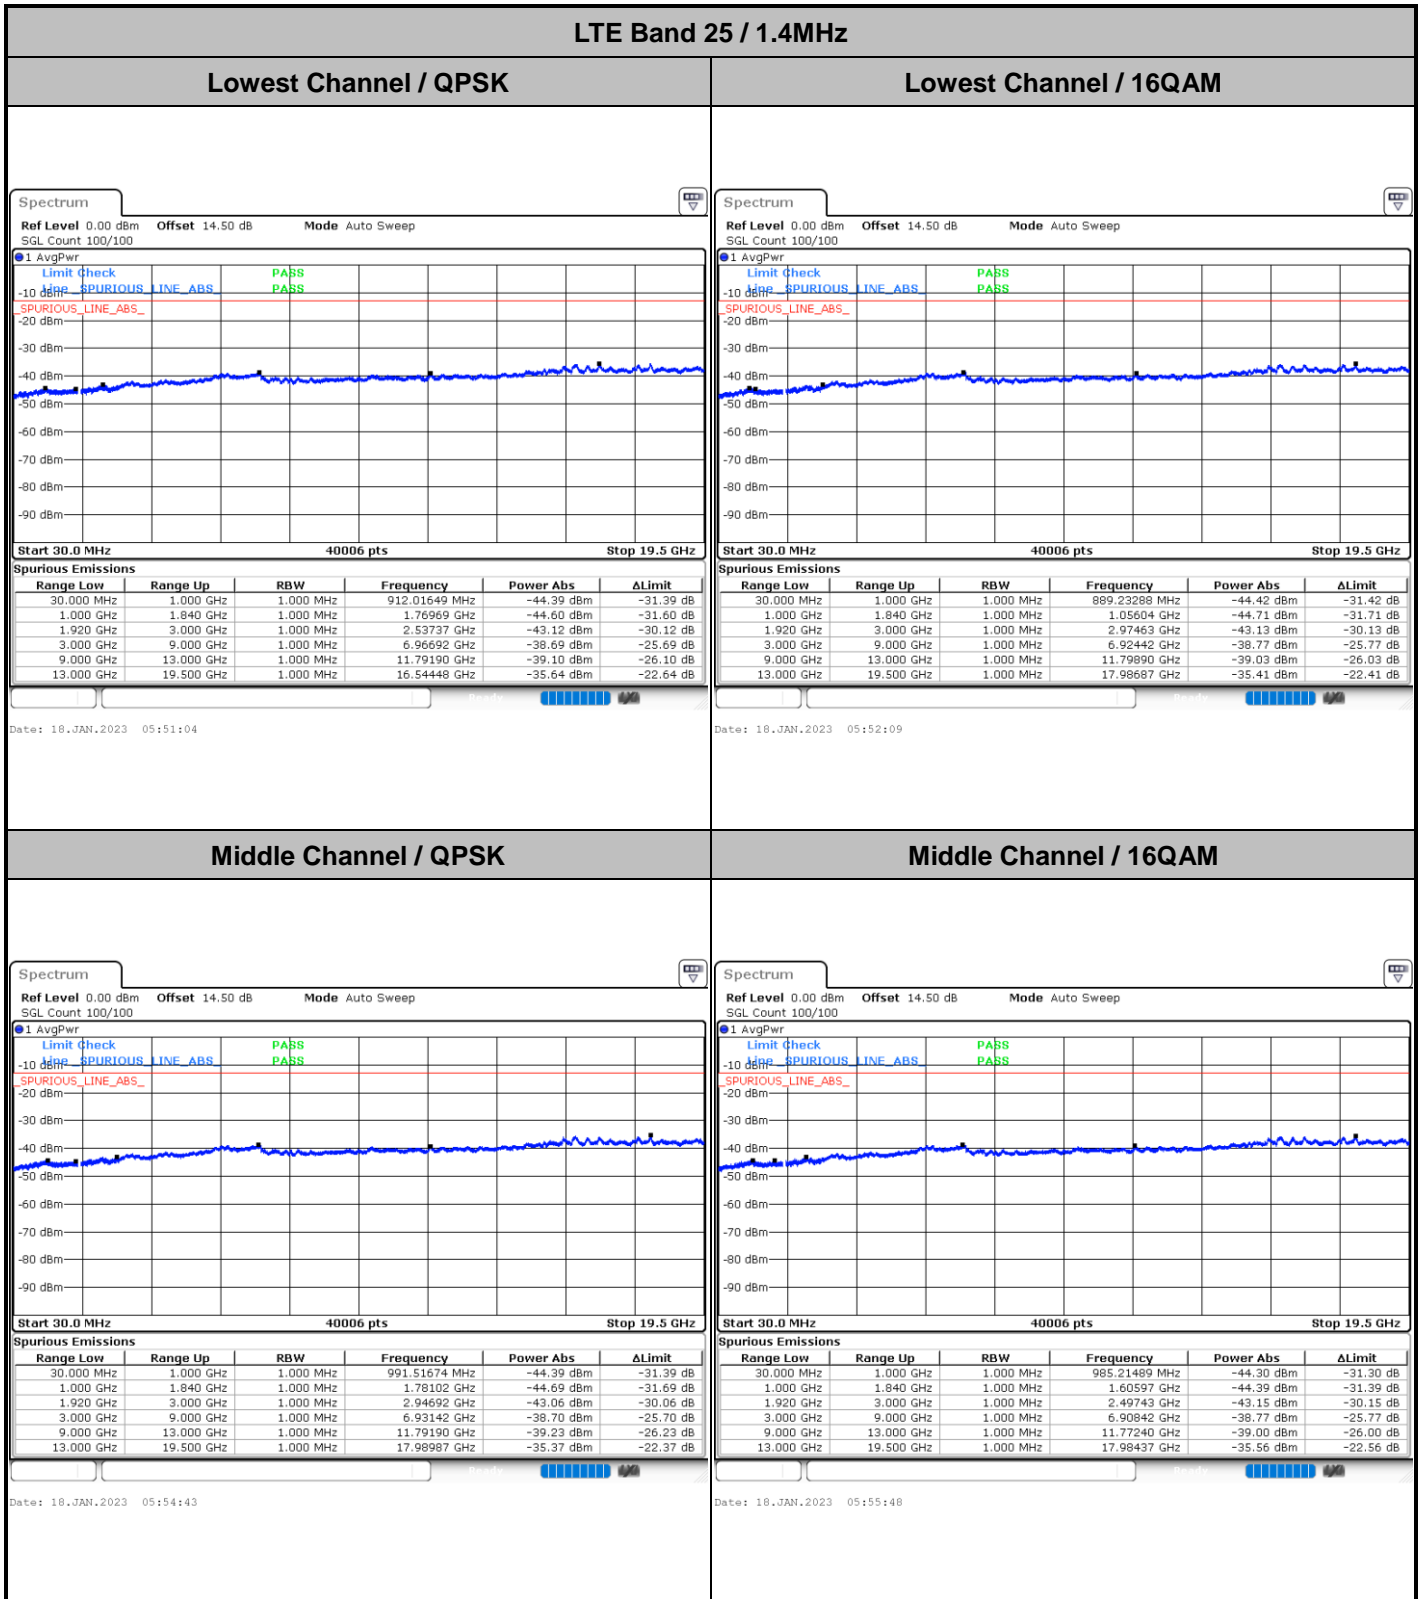 LTE Band 25 / 1.4MHz
Lowest Channel / QPSK
Lowest Channel / 16QAM
Spectrum
Ref Level 0.00 dBm Offset 14.50 dB Mode Auto Sweep
SGL Count 100/100
1 AvgPwr
Limit Check PASS
Line _SPURIOUS_LINE_ABS_ PASS
-10 dBm
_SPURIOUS_LINE_ABS_
-20 dBm
-30 dBm
-40 dBm
-50 dBm
-60 dBm
-70 dBm
-80 dBm
-90 dBm
Start 30.0 MHz 40006 pts Stop 19.5 GHz
Spurious Emissions
Range Low Range Up RBW Frequency Power Abs ΔLimit
30.000 MHz 1.000 GHz 1.000 MHz 912.01649 MHz -44.39 dBm -31.39 dB
1.000 GHz 1.840 GHz 1.000 MHz 1.76969 GHz -44.60 dBm -31.60 dB
1.920 GHz 3.000 GHz 1.000 MHz 2.53737 GHz -43.12 dBm -30.12 dB
3.000 GHz 9.000 GHz 1.000 MHz 6.96692 GHz -38.69 dBm -25.69 dB
9.000 GHz 13.000 GHz 1.000 MHz 11.79190 GHz -39.10 dBm -26.10 dB
13.000 GHz 19.500 GHz 1.000 MHz 16.54448 GHz -35.64 dBm -22.64 dB
Ready
Date: 18.JAN.2023 05:51:04
Spectrum
Ref Level 0.00 dBm Offset 14.50 dB Mode Auto Sweep
SGL Count 100/100
1 AvgPwr
Limit Check PASS
Line _SPURIOUS_LINE_ABS_ PASS
-10 dBm
_SPURIOUS_LINE_ABS_
-20 dBm
-30 dBm
-40 dBm
-50 dBm
-60 dBm
-70 dBm
-80 dBm
-90 dBm
Start 30.0 MHz 40006 pts Stop 19.5 GHz
Spurious Emissions
Range Low Range Up RBW Frequency Power Abs ΔLimit
30.000 MHz 1.000 GHz 1.000 MHz 889.23288 MHz -44.42 dBm -31.42 dB
1.000 GHz 1.840 GHz 1.000 MHz 1.05604 GHz -44.71 dBm -31.71 dB
1.920 GHz 3.000 GHz 1.000 MHz 2.97463 GHz -43.13 dBm -30.13 dB
3.000 GHz 9.000 GHz 1.000 MHz 6.92442 GHz -38.77 dBm -25.77 dB
9.000 GHz 13.000 GHz 1.000 MHz 11.79890 GHz -39.03 dBm -26.03 dB
13.000 GHz 19.500 GHz 1.000 MHz 17.98687 GHz -35.41 dBm -22.41 dB
Ready
Date: 18.JAN.2023 05:52:09
Middle Channel / QPSK
Middle Channel / 16QAM
Spectrum
Ref Level 0.00 dBm Offset 14.50 dB Mode Auto Sweep
SGL Count 100/100
1 AvgPwr
Limit Check PASS
Line _SPURIOUS_LINE_ABS_ PASS
-10 dBm
_SPURIOUS_LINE_ABS_
-20 dBm
-30 dBm
-40 dBm
-50 dBm
-60 dBm
-70 dBm
-80 dBm
-90 dBm
Start 30.0 MHz 40006 pts Stop 19.5 GHz
Spurious Emissions
Range Low Range Up RBW Frequency Power Abs ΔLimit
30.000 MHz 1.000 GHz 1.000 MHz 991.51674 MHz -44.39 dBm -31.39 dB
1.000 GHz 1.840 GHz 1.000 MHz 1.78102 GHz -44.69 dBm -31.69 dB
1.920 GHz 3.000 GHz 1.000 MHz 2.94692 GHz -43.06 dBm -30.06 dB
3.000 GHz 9.000 GHz 1.000 MHz 6.93142 GHz -38.70 dBm -25.70 dB
9.000 GHz 13.000 GHz 1.000 MHz 11.79190 GHz -39.23 dBm -26.23 dB
13.000 GHz 19.500 GHz 1.000 MHz 17.98987 GHz -35.37 dBm -22.37 dB
Ready
Date: 18.JAN.2023 05:54:43
Spectrum
Ref Level 0.00 dBm Offset 14.50 dB Mode Auto Sweep
SGL Count 100/100
1 AvgPwr
Limit Check PASS
Line _SPURIOUS_LINE_ABS_ PASS
-10 dBm
_SPURIOUS_LINE_ABS_
-20 dBm
-30 dBm
-40 dBm
-50 dBm
-60 dBm
-70 dBm
-80 dBm
-90 dBm
Start 30.0 MHz 40006 pts Stop 19.5 GHz
Spurious Emissions
Range Low Range Up RBW Frequency Power Abs ΔLimit
30.000 MHz 1.000 GHz 1.000 MHz 985.21489 MHz -44.30 dBm -31.30 dB
1.000 GHz 1.840 GHz 1.000 MHz 1.60597 GHz -44.39 dBm -31.39 dB
1.920 GHz 3.000 GHz 1.000 MHz 2.49743 GHz -43.15 dBm -30.15 dB
3.000 GHz 9.000 GHz 1.000 MHz 6.90842 GHz -38.77 dBm -25.77 dB
9.000 GHz 13.000 GHz 1.000 MHz 11.77240 GHz -39.00 dBm -26.00 dB
13.000 GHz 19.500 GHz 1.000 MHz 17.98437 GHz -35.56 dBm -22.56 dB
Ready
Date: 18.JAN.2023 05:55:48